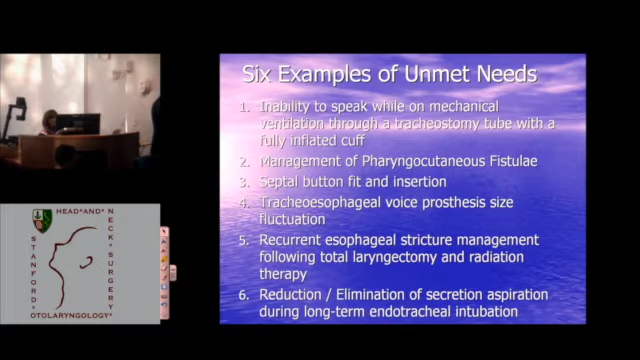 Six Examples of Unmet Needs
1. Inability to speak while on mechanical
ventilation through a tracheostomy tube with a
fully inflated cuff
2. Management of Pharyngocutaneous Fistulae
3. Septal button fit and insertion
4. Tracheoesophageal voice prosthesis size
fluctuation
5. Recurrent esophageal stricture management
following total laryngectomy and radiation
therapy
6. Reduction / Elimination of secretion aspiration
during long-term endotracheal intubation
HEAD*AND*
NECK*SURGERY
STANFORD*
OTOLARYNGOLOGY*